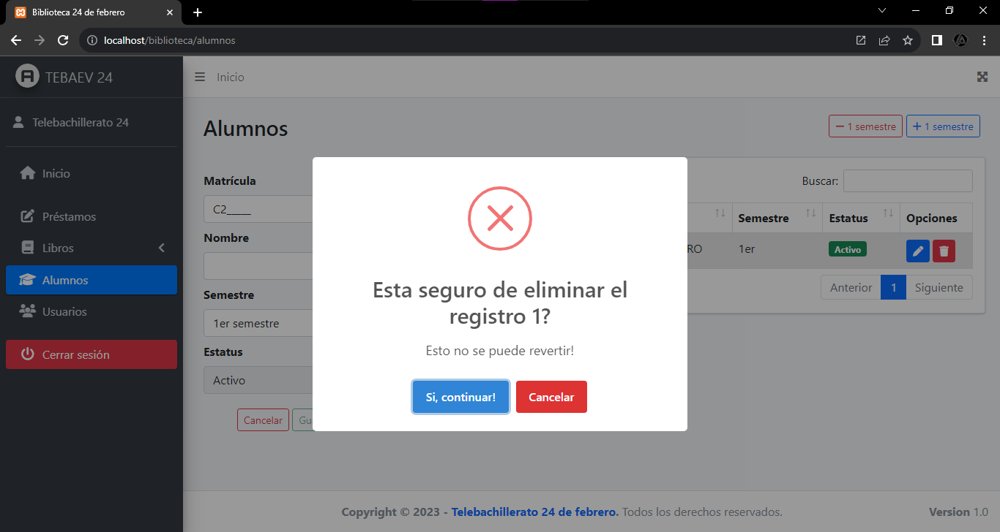 Biblioteca 24 de febrero
localhost/biblioteca/alumnos
TEBAEV 24
Inicio
Telebachillerato 24
Inicio
Préstamos
Libros
Alumnos
Usuarios
Cerrar sesión
Alumnos
1 semestre
1 semestre
Matrícula
C2_____
Nombre
Semestre
1er semestre
Estatus
Activo
Cancelar
Gu
Buscar:
Semestre Estatus Opciones
RO 1er Activo
Anterior 1 Siguiente
Esta seguro de eliminar el
registro 1?
Esto no se puede revertir!
Si, continuar! Cancelar
Copyright © 2023 - Telebachillerato 24 de febrero. Todos los derechos reservados.
Version 1.0